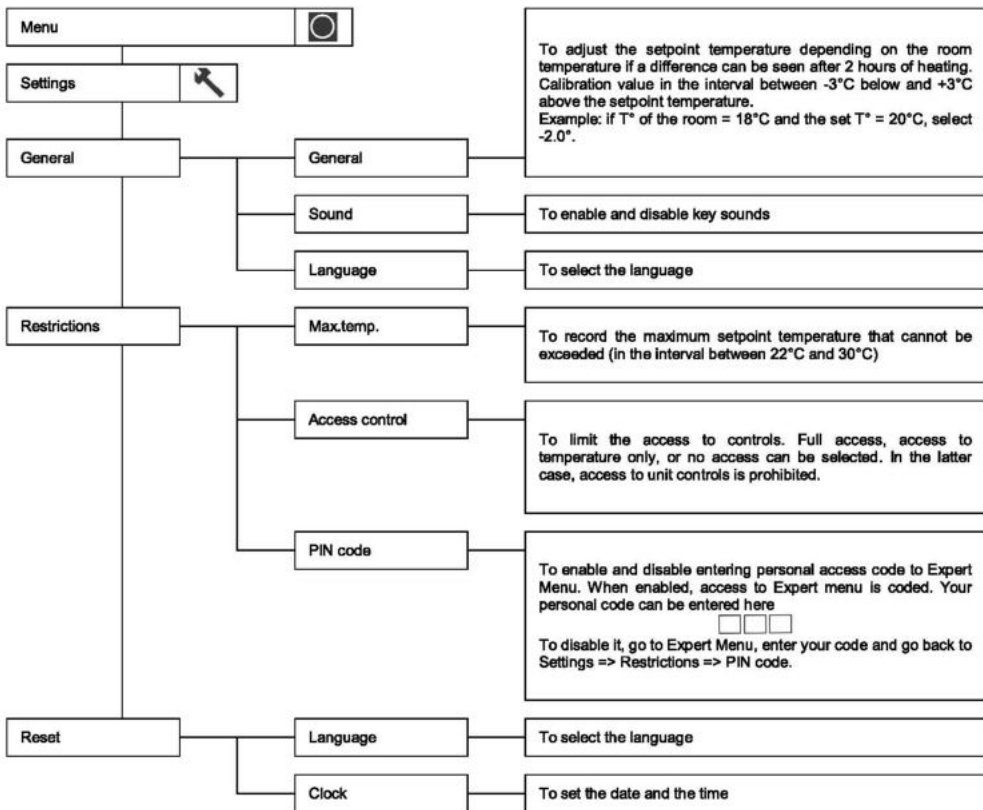 Menu
Settings
General
General
To adjust the setpoint temperature depending on the room
temperature if a difference can be seen after 2 hours of heating.
Calibration value in the interval between -3°C below and +3°C
above the setpoint temperature.
Example: if T° of the room = 18°C and the set T° = 20°C, select
-2.0°.
Sound
To enable and disable key sounds
Language
To select the language
Restrictions
Max.temp.
To record the maximum setpoint temperature that cannot be
exceeded (in the interval between 22°C and 30°C)
Access control
To limit the access to controls. Full access, access to
temperature only, or no access can be selected. In the latter
case, access to unit controls is prohibited.
PIN code
To enable and disable entering personal access code to Expert
Menu. When enabled, access to Expert menu is coded. Your
personal code can be entered here
To disable it, go to Expert Menu, enter your code and go back to
Settings => Restrictions => PIN code.
Reset
Language
To select the language
Clock
To set the date and the time